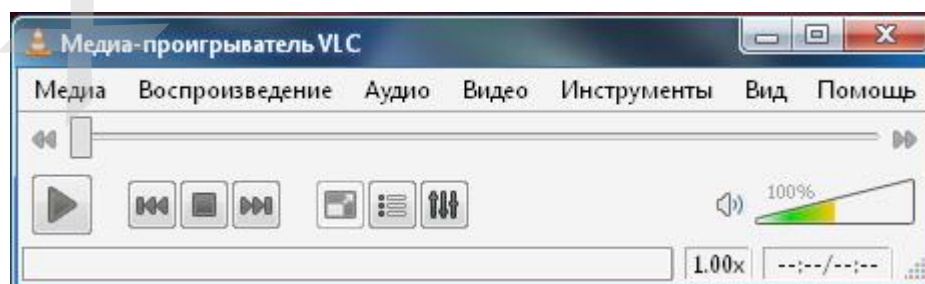 Медиа-проигрыватель VLC
Медиа Воспроизведение Аудио Видео Инструменты Вид Помощь
100%
1.00x --:--/--:--